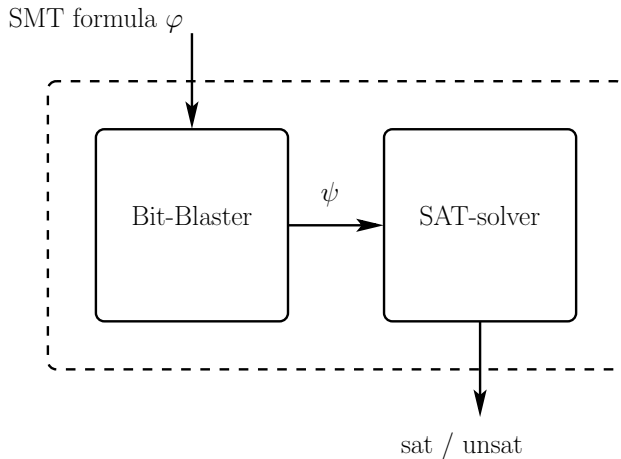 SMT formula φ
ψ
Bit-Blaster
SAT-solver
sat / unsat